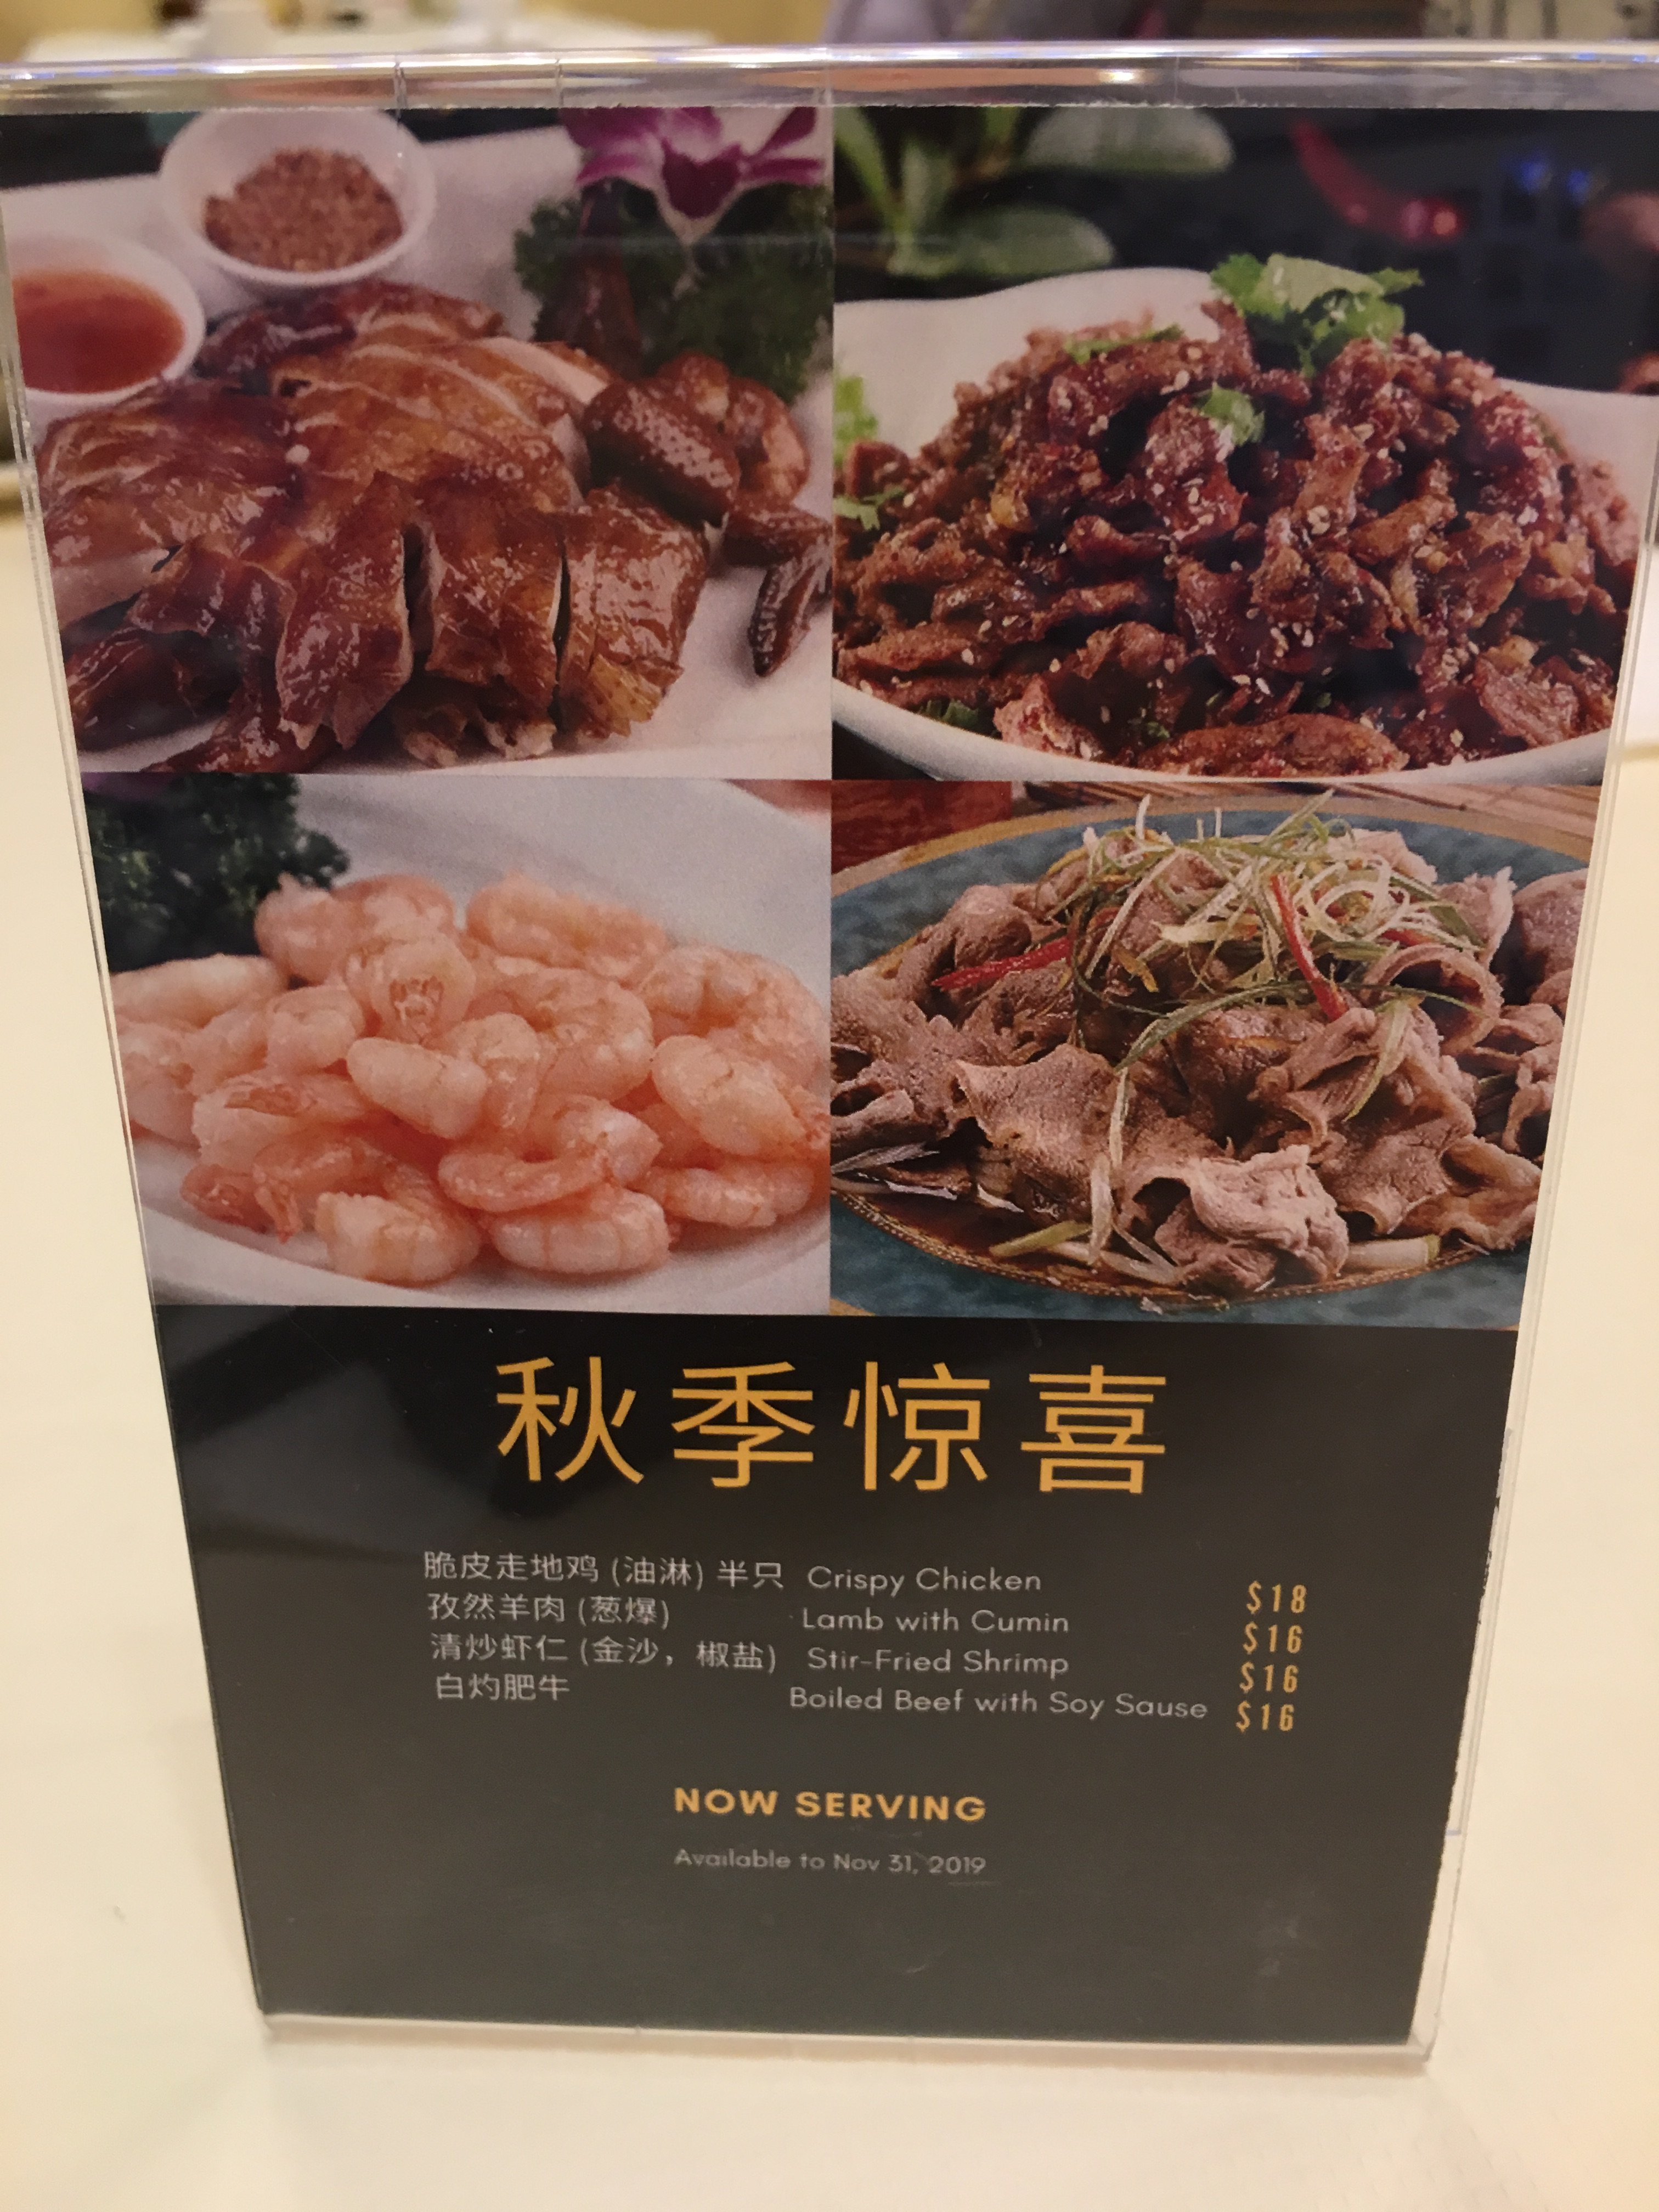 秋季惊喜
脆皮走地鸡 (油淋) 半只 Crispy Chicken $18
孜然羊肉 (葱爆) Lamb with Cumin $16
清炒虾仁 (金沙，椒盐) Stir-Fried Shrimp $16
白灼肥牛 Boiled Beef with Soy Sause $16
NOW SERVING
Available to Nov 31, 2019